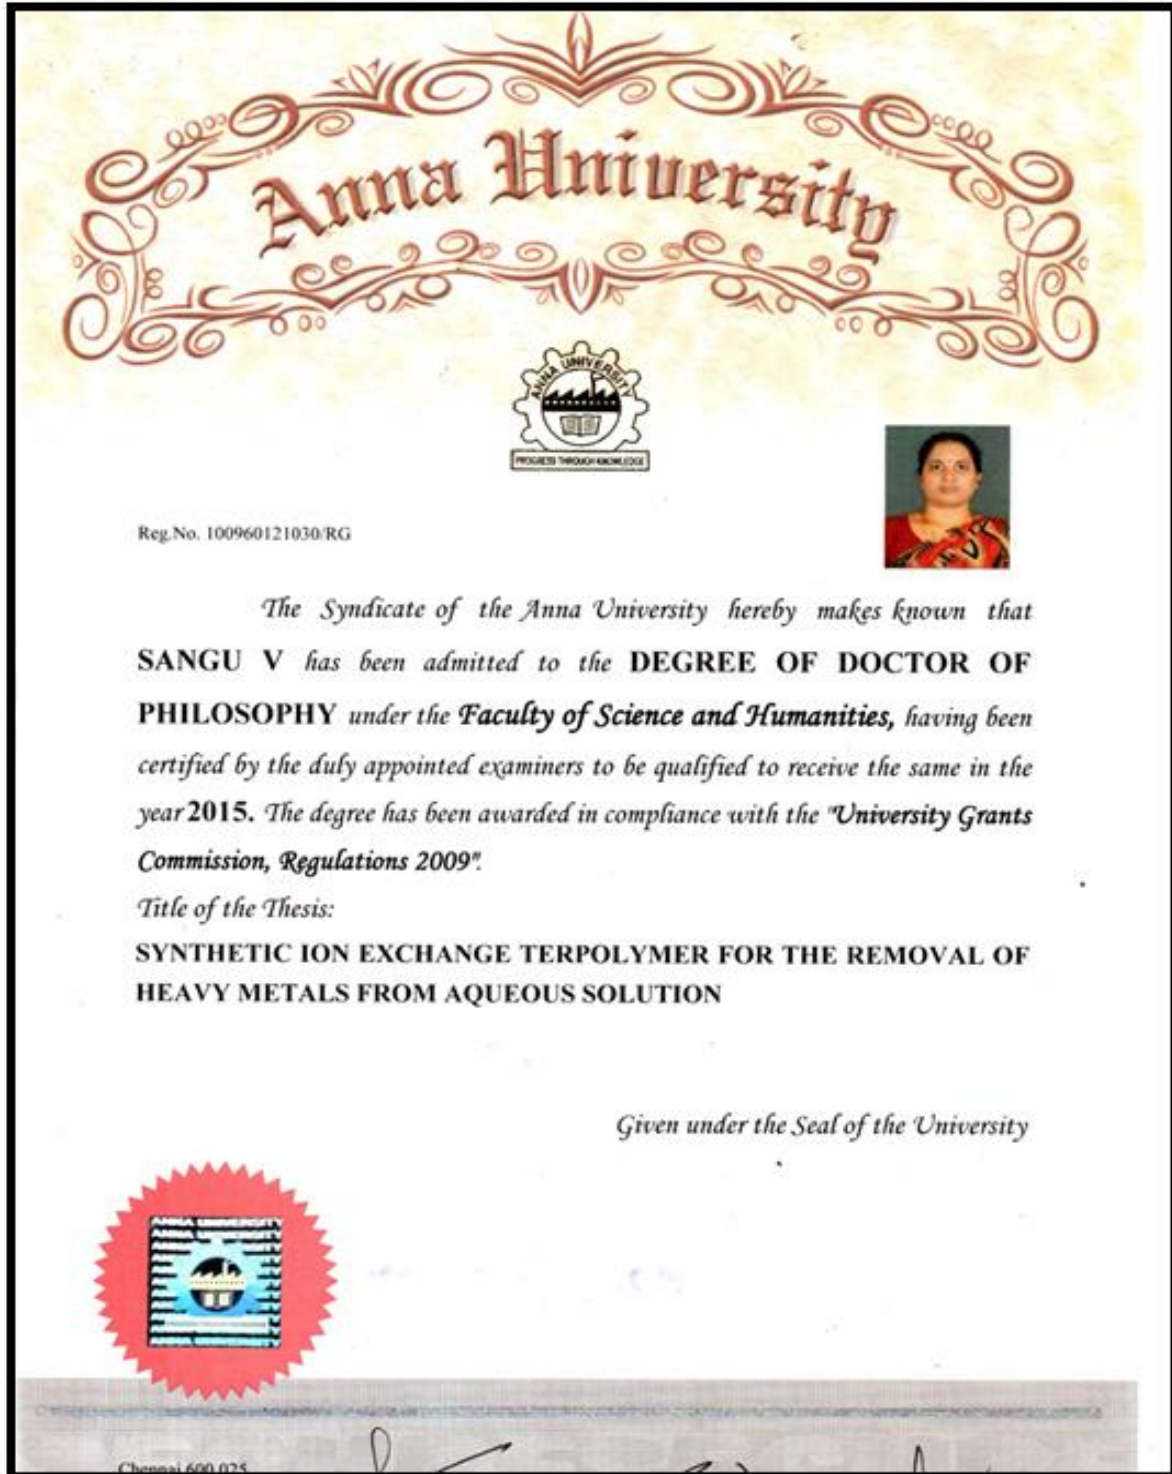 Anna University
ANNA UNIVERSITY
PROGRESS THROUGH KNOWLEDGE
Reg.No. 100960121030/RG
The Syndicate of the Anna University hereby makes known that
SANGU V has been admitted to the DEGREE OF DOCTOR OF
PHILOSOPHY under the Faculty of Science and Humanities, having been
certified by the duly appointed examiners to be qualified to receive the same in the
year 2015. The degree has been awarded in compliance with the "University Grants
Commission, Regulations 2009".
Title of the Thesis:
SYNTHETIC ION EXCHANGE TERPOLYMER FOR THE REMOVAL OF
HEAVY METALS FROM AQUEOUS SOLUTION
Given under the Seal of the University
ANNA UNIVERSITY
ANNA UNIVERSITY
Chennai 600 025